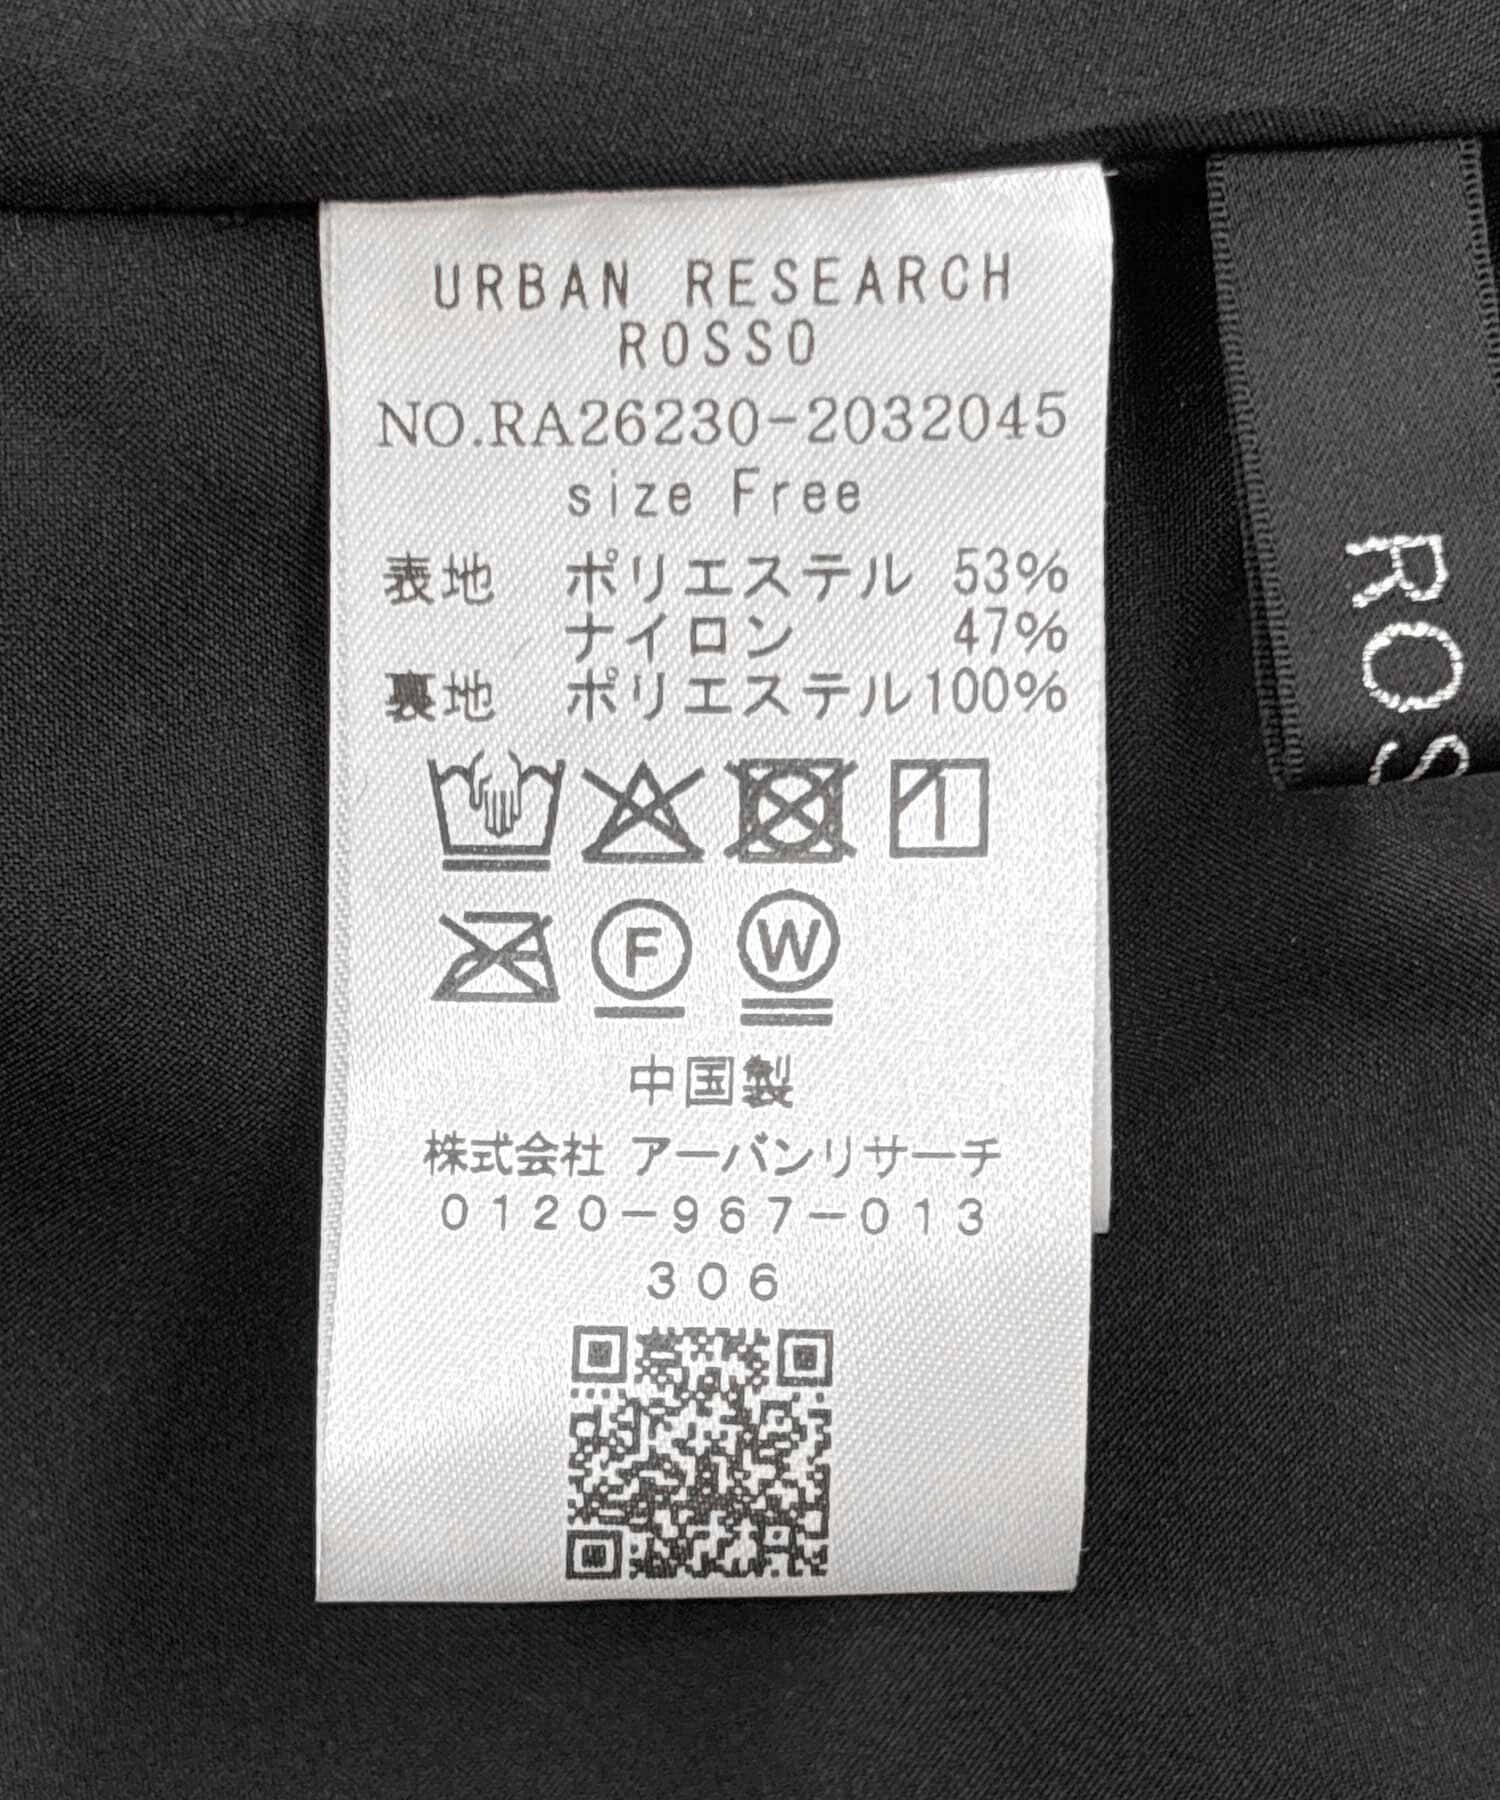 URBAN RESEARCH
ROSSO
NO.RA26230-2032045
size Free
表地 ポリエステル 53%
ナイロン 47%
裏地 ポリエステル100%
F W
中国製
株式会社 アーバンリサーチ
0120-967-013
306
ROS